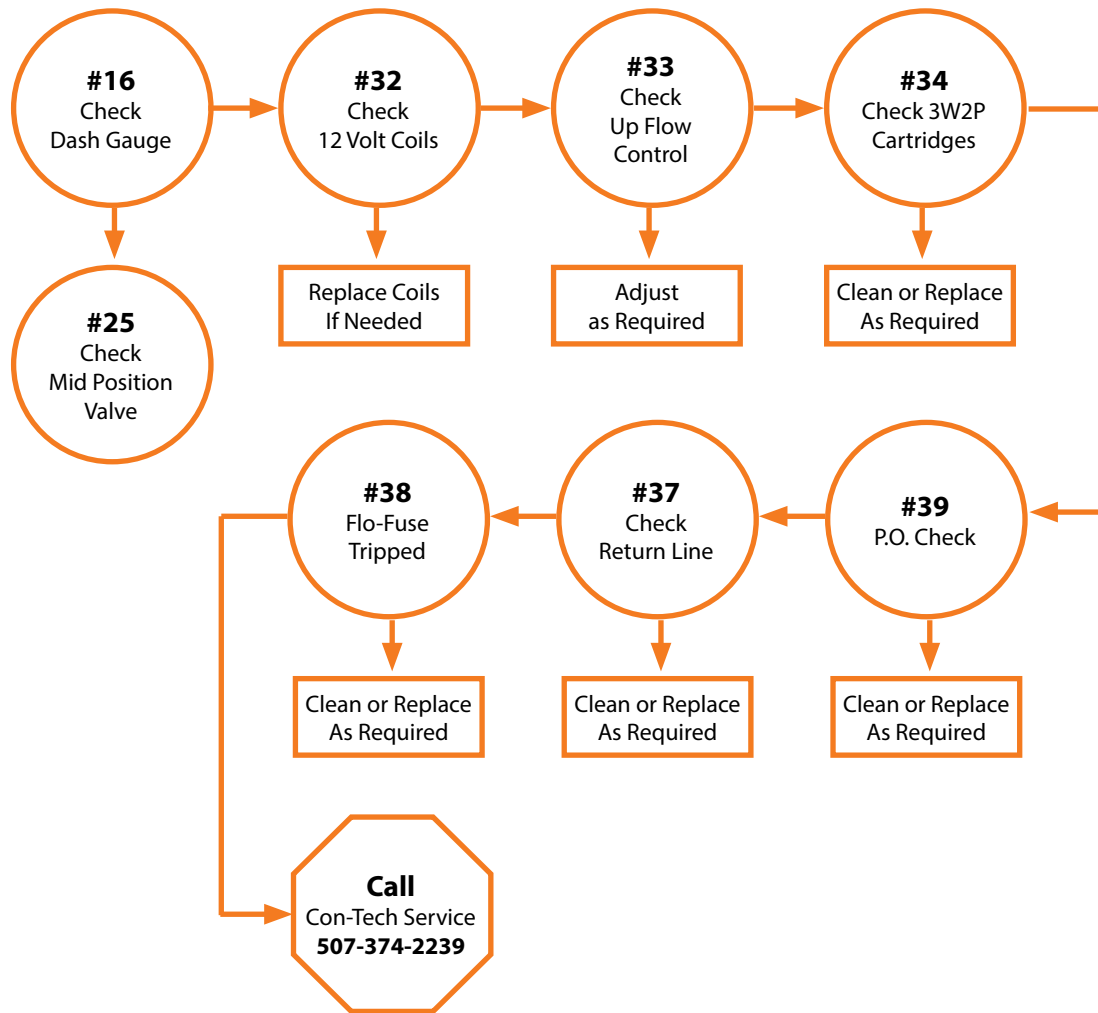 #16
Check
Dash Gauge
#32
Check
12 Volt Coils
#33
Check
Up Flow
Control
#34
Check 3W2P
Cartridges
#25
Check
Mid Position
Valve
Replace Coils
If Needed
Adjust
as Required
Clean or Replace
As Required
#38
Flo-Fuse
Tripped
#37
Check
Return Line
#39
P.O. Check
Clean or Replace
As Required
Clean or Replace
As Required
Clean or Replace
As Required
Call
Con-Tech Service
507-374-2239